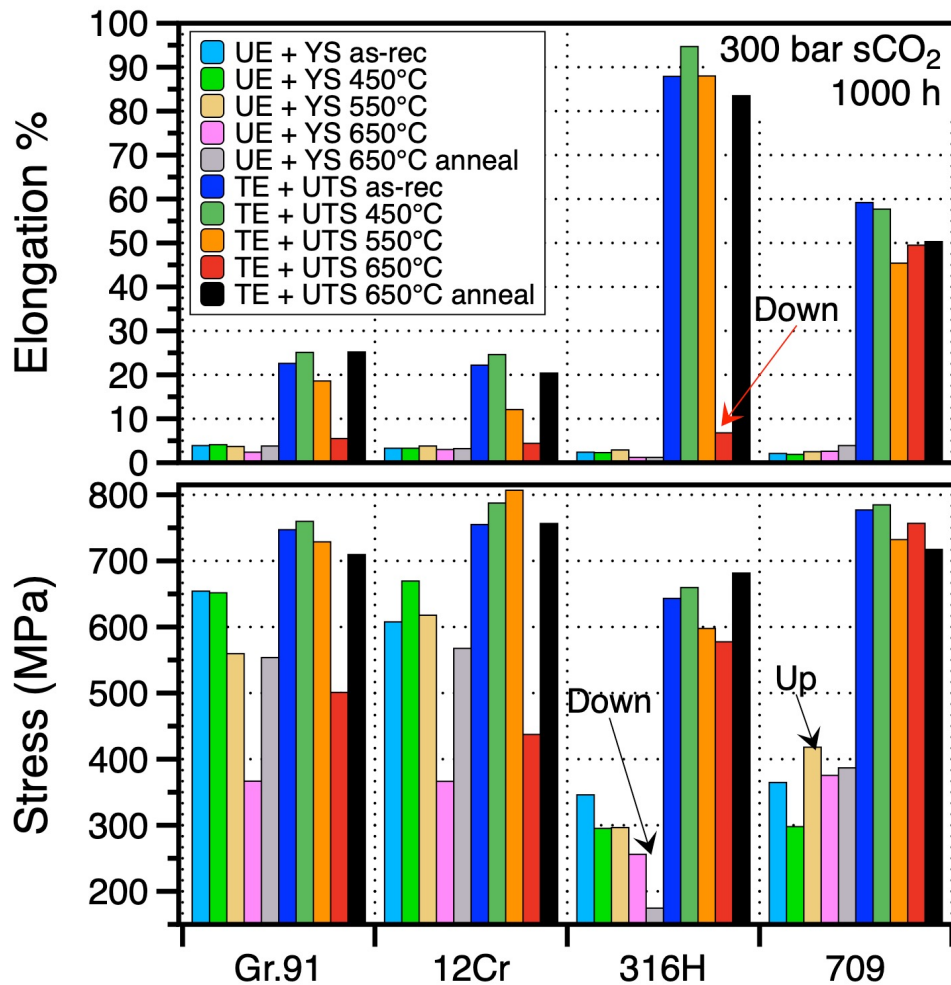 Elongation %
100
90
80
70
60
50
40
30
20
10
0
UE + YS as-rec
UE + YS 450°C
UE + YS 550°C
UE + YS 650°C
UE + YS 650°C anneal
TE + UTS as-rec
TE + UTS 450°C
TE + UTS 550°C
TE + UTS 650°C
TE + UTS 650°C anneal
300 bar sCO₂
1000 h
Down
Stress (MPa)
800
700
600
500
400
300
200
Down
Up
Gr.91 12Cr 316H 709